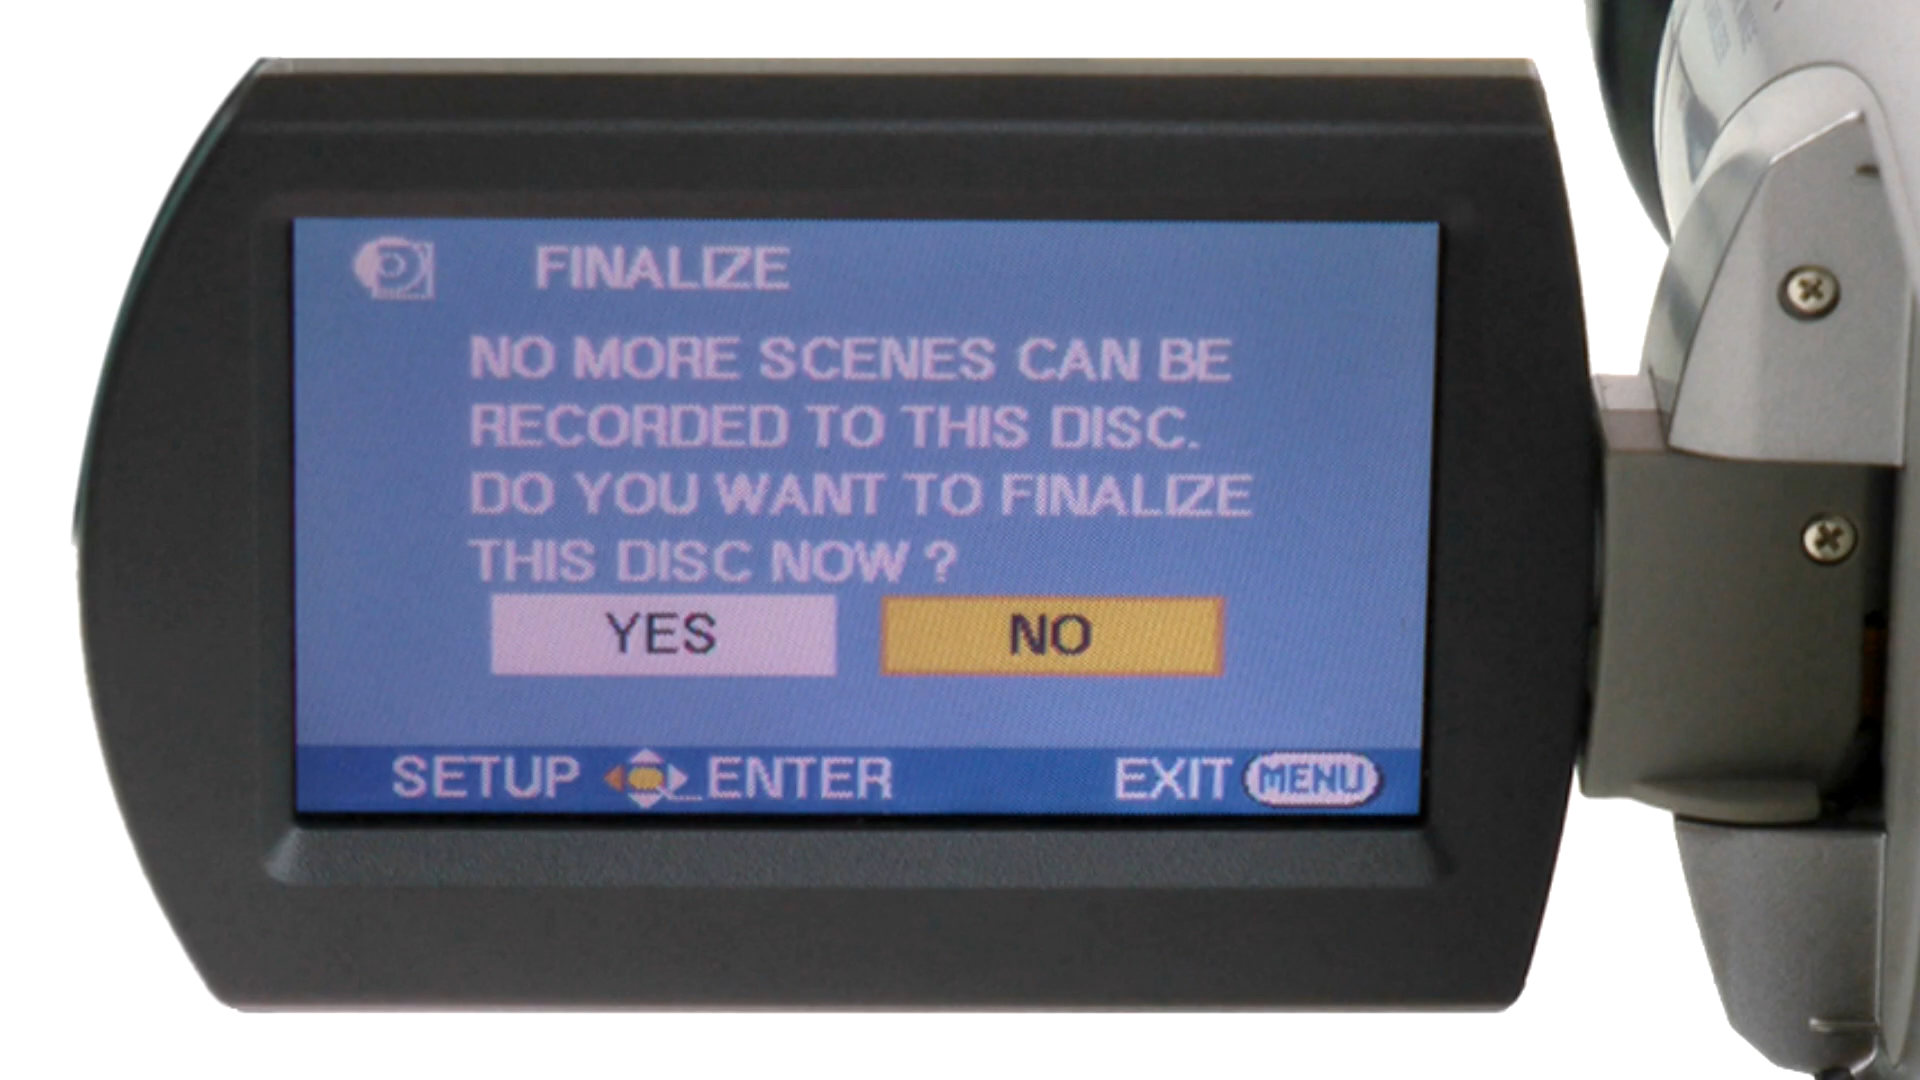 FINALIZE
NO MORE SCENES CAN BE
RECORDED TO THIS DISC.
DO YOU WANT TO FINALIZE
THIS DISC NOW ?
YES NO
SETUP ENTER EXIT MENU